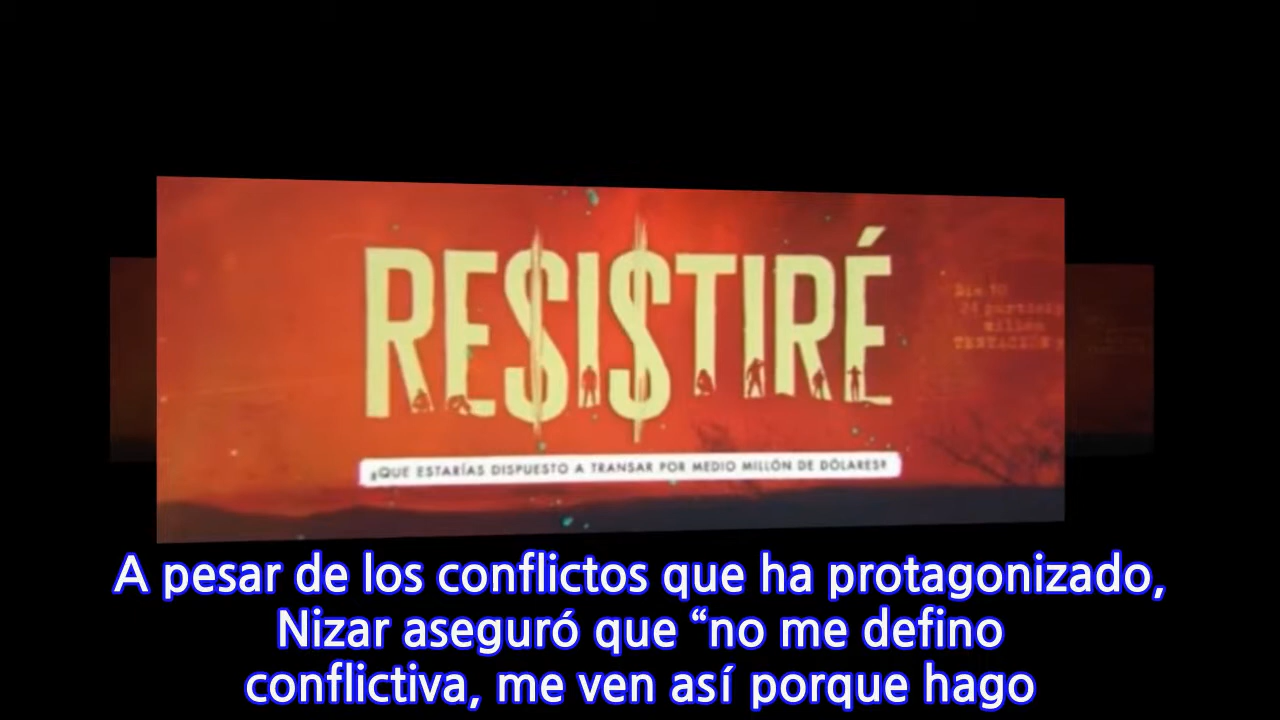 RE$I$TIRÉ
¿QUE ESTARÍAS DISPUESTO A TRANSAR POR MEDIO MILLÓN DE DÓLARES?
TENTACIÓN
A pesar de los conflictos que ha protagonizado,
Nizar aseguró que “no me defino
conflictiva, me ven así porque hago